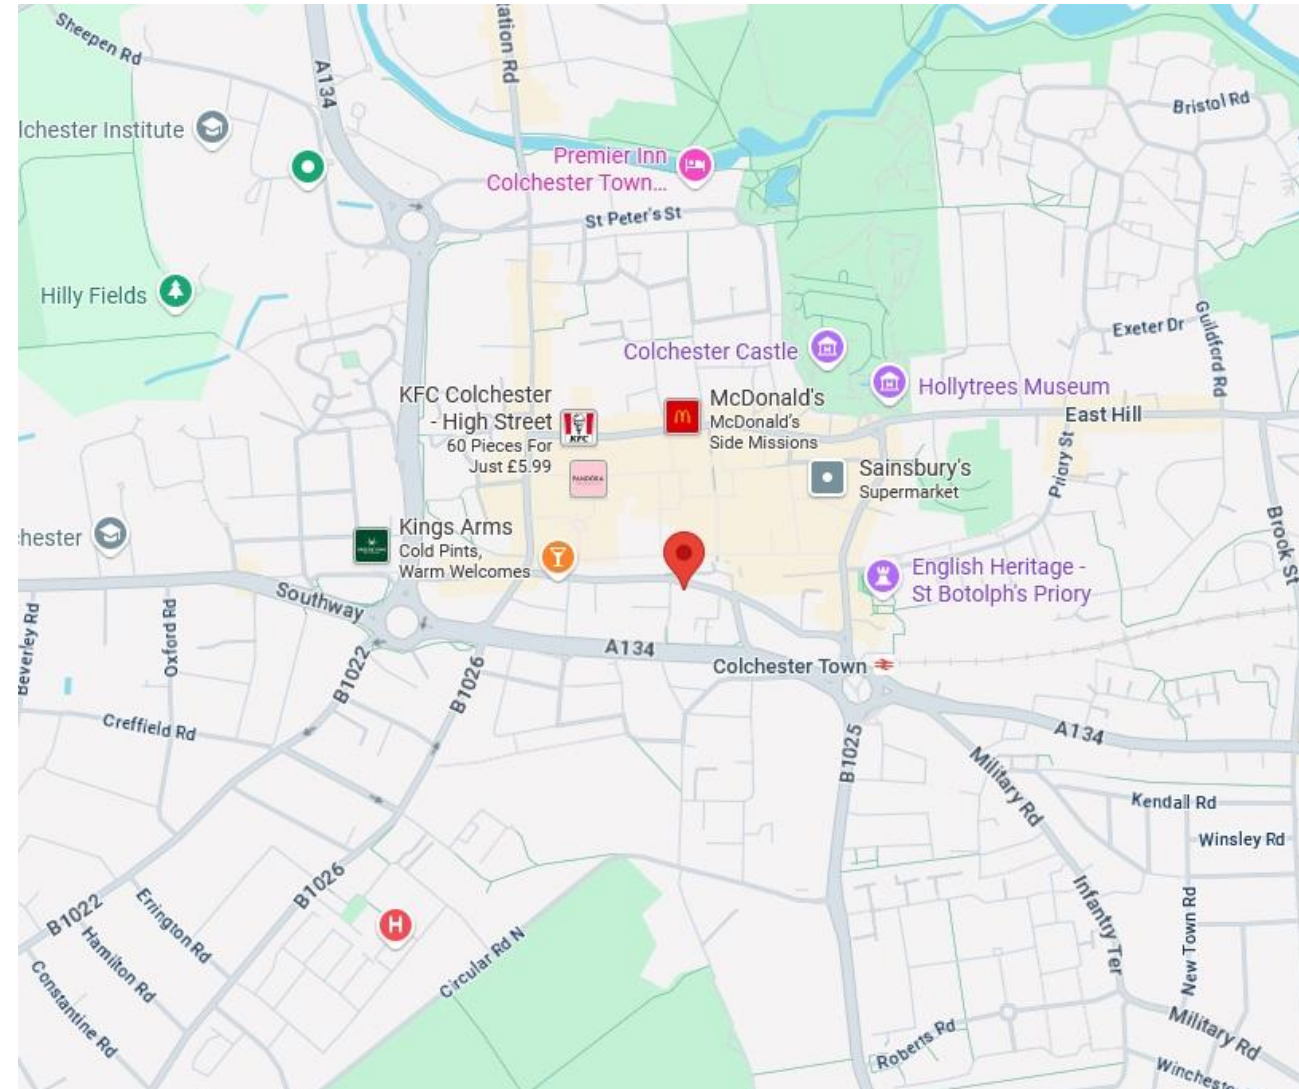 Sheepen Rd
A134
ation Rd
Bristol Rd
lchester Institute
Premier Inn
Colchester Town...
St Peter's St
Hilly Fields
Exeter Dr
Guildford Rd
Colchester Castle
Hollytrees Museum
KFC Colchester
- High Street
60 Pieces For
Just £5.99
KFC
McDonald's
McDonald's
Side Missions
East Hill
Priory St
PANDORA
Sainsbury's
Supermarket
Brook St
chester
Kings Arms
Cold Pints,
Warm Welcomes
English Heritage -
St Botolph's Priory
Southway
Beverley Rd
Oxford Rd
B1022
B1026
A134
Colchester Town
Creffield Rd
B1025
A134
Military Rd
Kendall Rd
Winsley Rd
B1026
B1022
Errington Rd
Hamilton Rd
Constantine Rd
H
Circular Rd N
Infantry Ter
New Town Rd
Roberts Rd
Military Rd
Wincheste